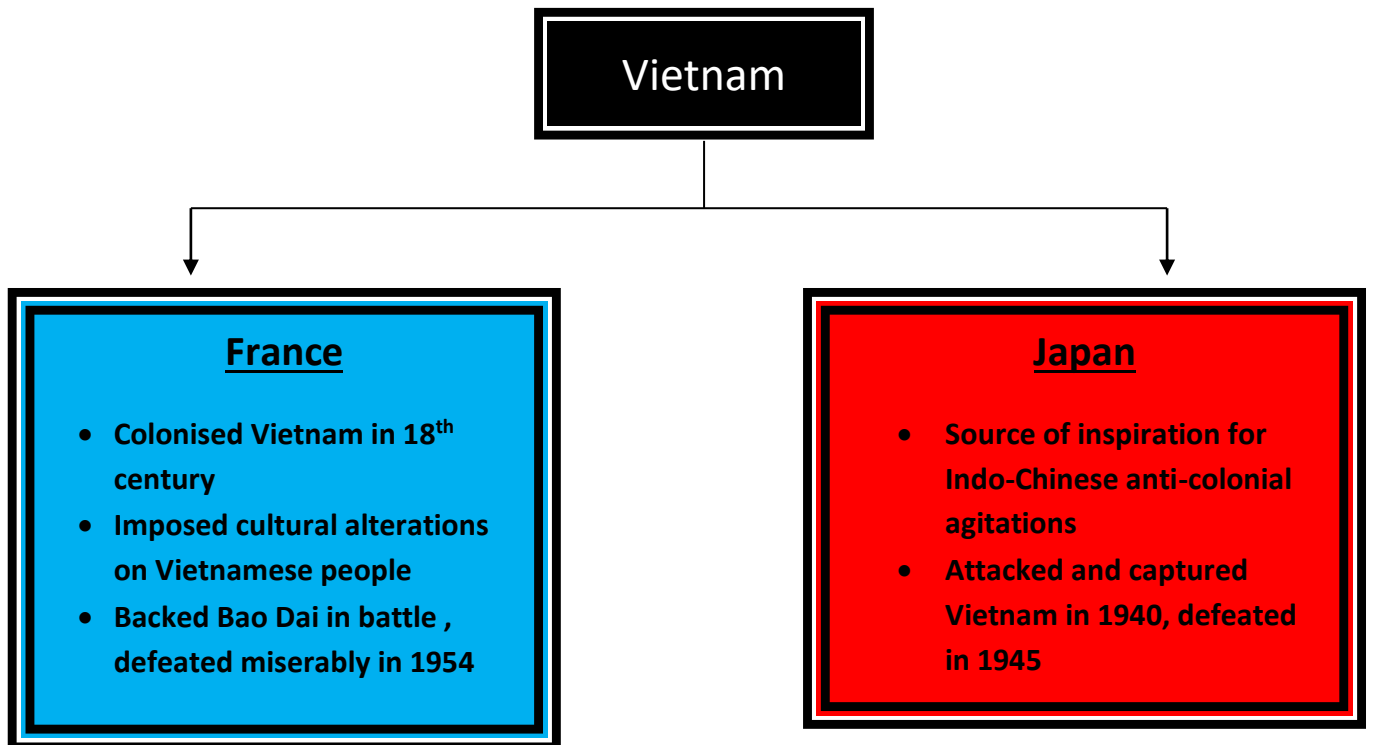 Vietnam
France
• Colonised Vietnam in 18th
century
• Imposed cultural alterations
on Vietnamese people
• Backed Bao Dai in battle ,
defeated miserably in 1954
Japan
• Source of inspiration for
Indo-Chinese anti-colonial
agitations
• Attacked and captured
Vietnam in 1940, defeated
in 1945